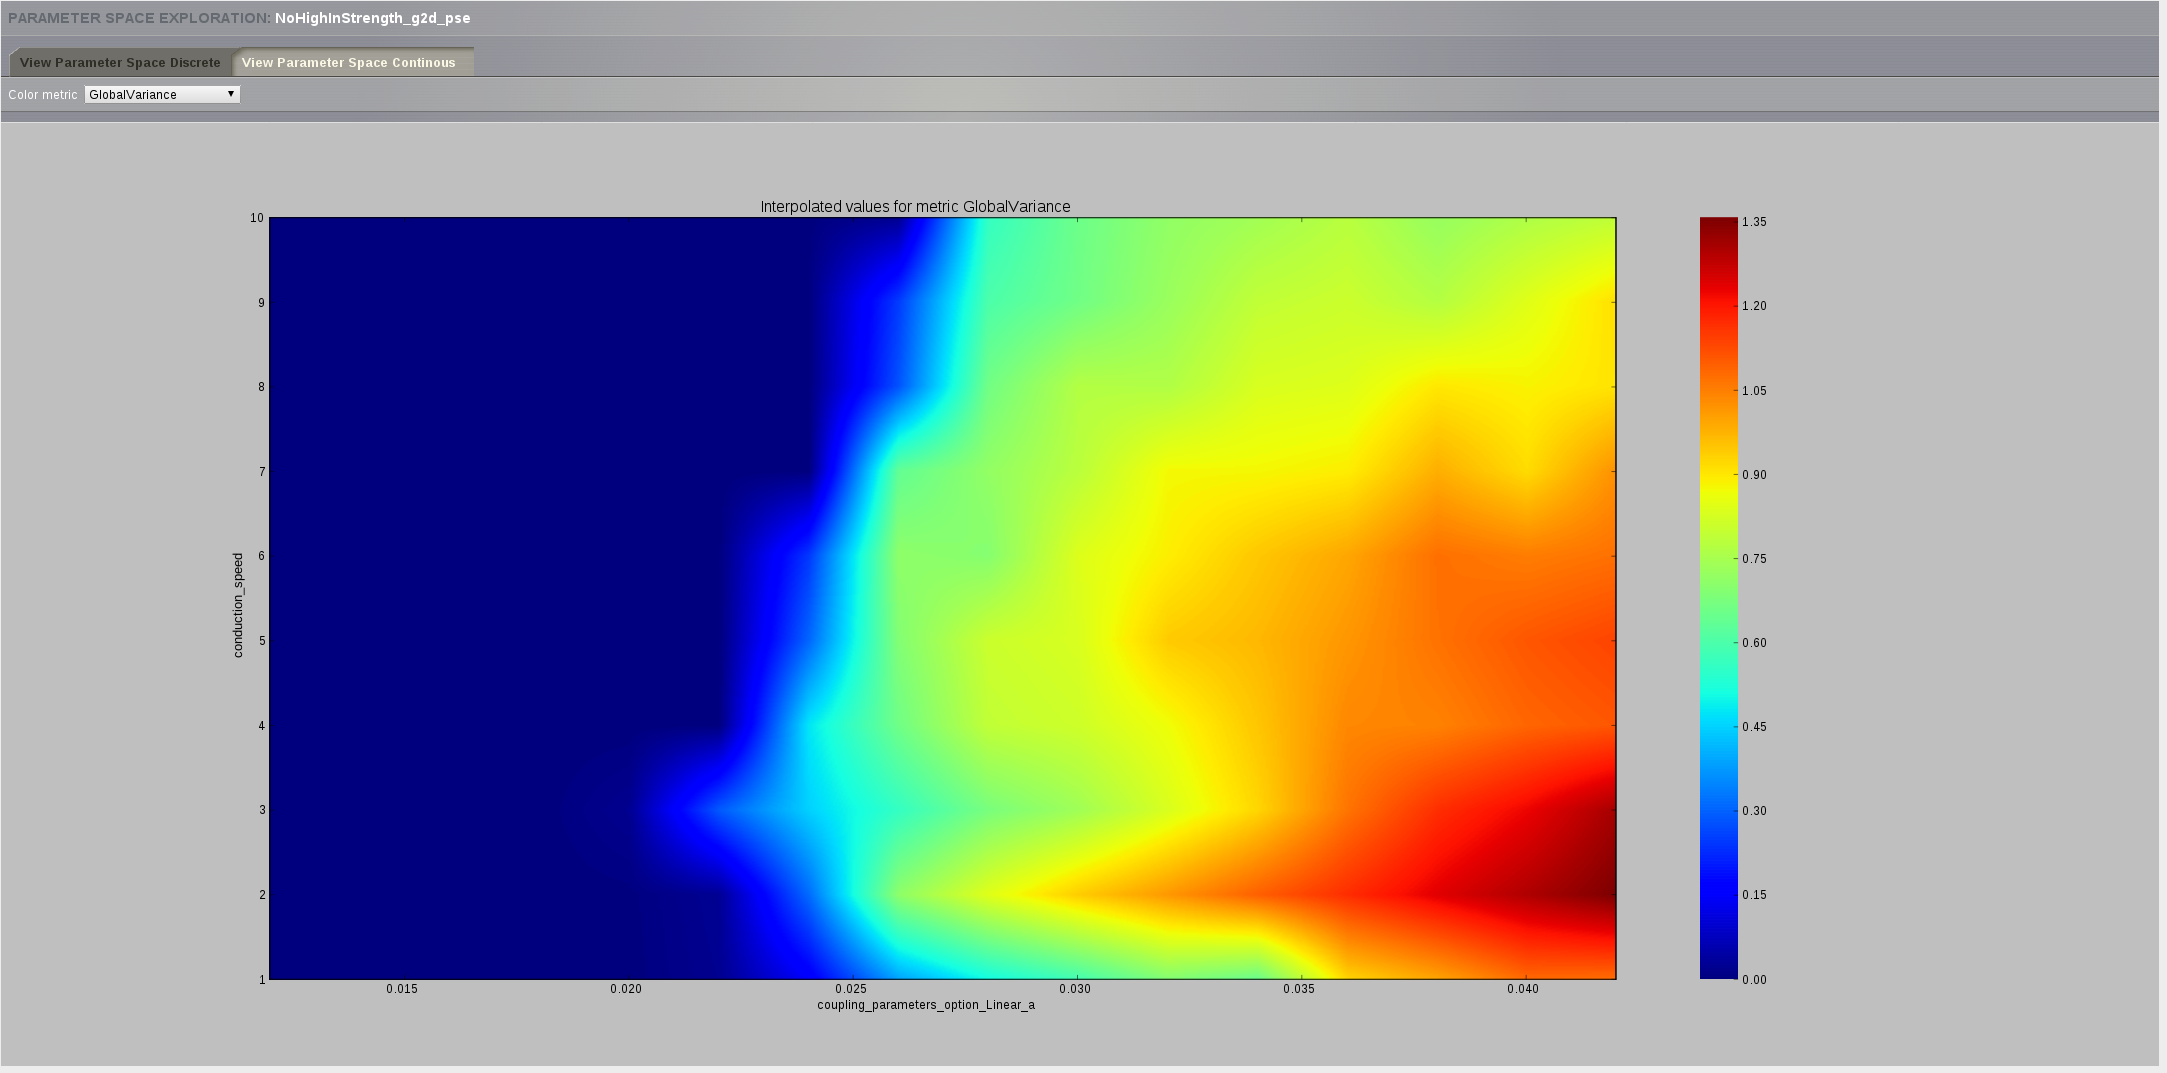 PARAMETER SPACE EXPLORATION: NoHighInStrength_g2d_pse
View Parameter Space Discrete View Parameter Space Continous
Color metric GlobalVariance
Interpolated values for metric GlobalVariance
10
9
8
7
6
5
4
3
2
1
conduction_speed
0.015 0.020 0.025 0.030 0.035 0.040
coupling_parameters_option_Linear_a
1.35
1.20
1.05
0.90
0.75
0.60
0.45
0.30
0.15
0.00